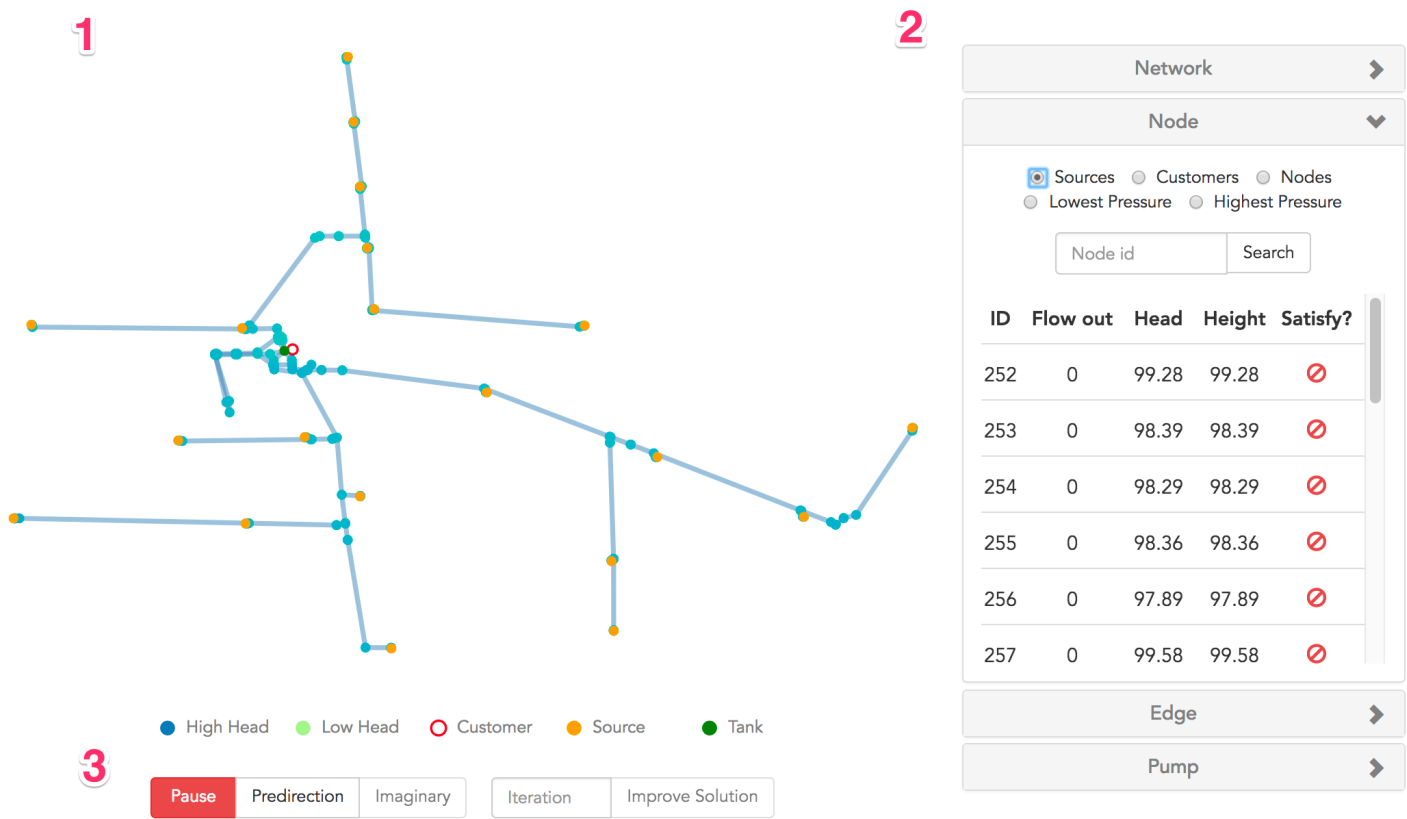 1
2
Network
Node
Sources Customers Nodes
Lowest Pressure Highest Pressure
Node id Search
ID Flow out Head Height Satisfy?
252 0 99.28 99.28
253 0 98.39 98.39
254 0 98.29 98.29
255 0 98.36 98.36
256 0 97.89 97.89
257 0 99.58 99.58
Edge
Pump
High Head Low Head Customer Source Tank
3
Pause Predirection Imaginary Iteration Improve Solution